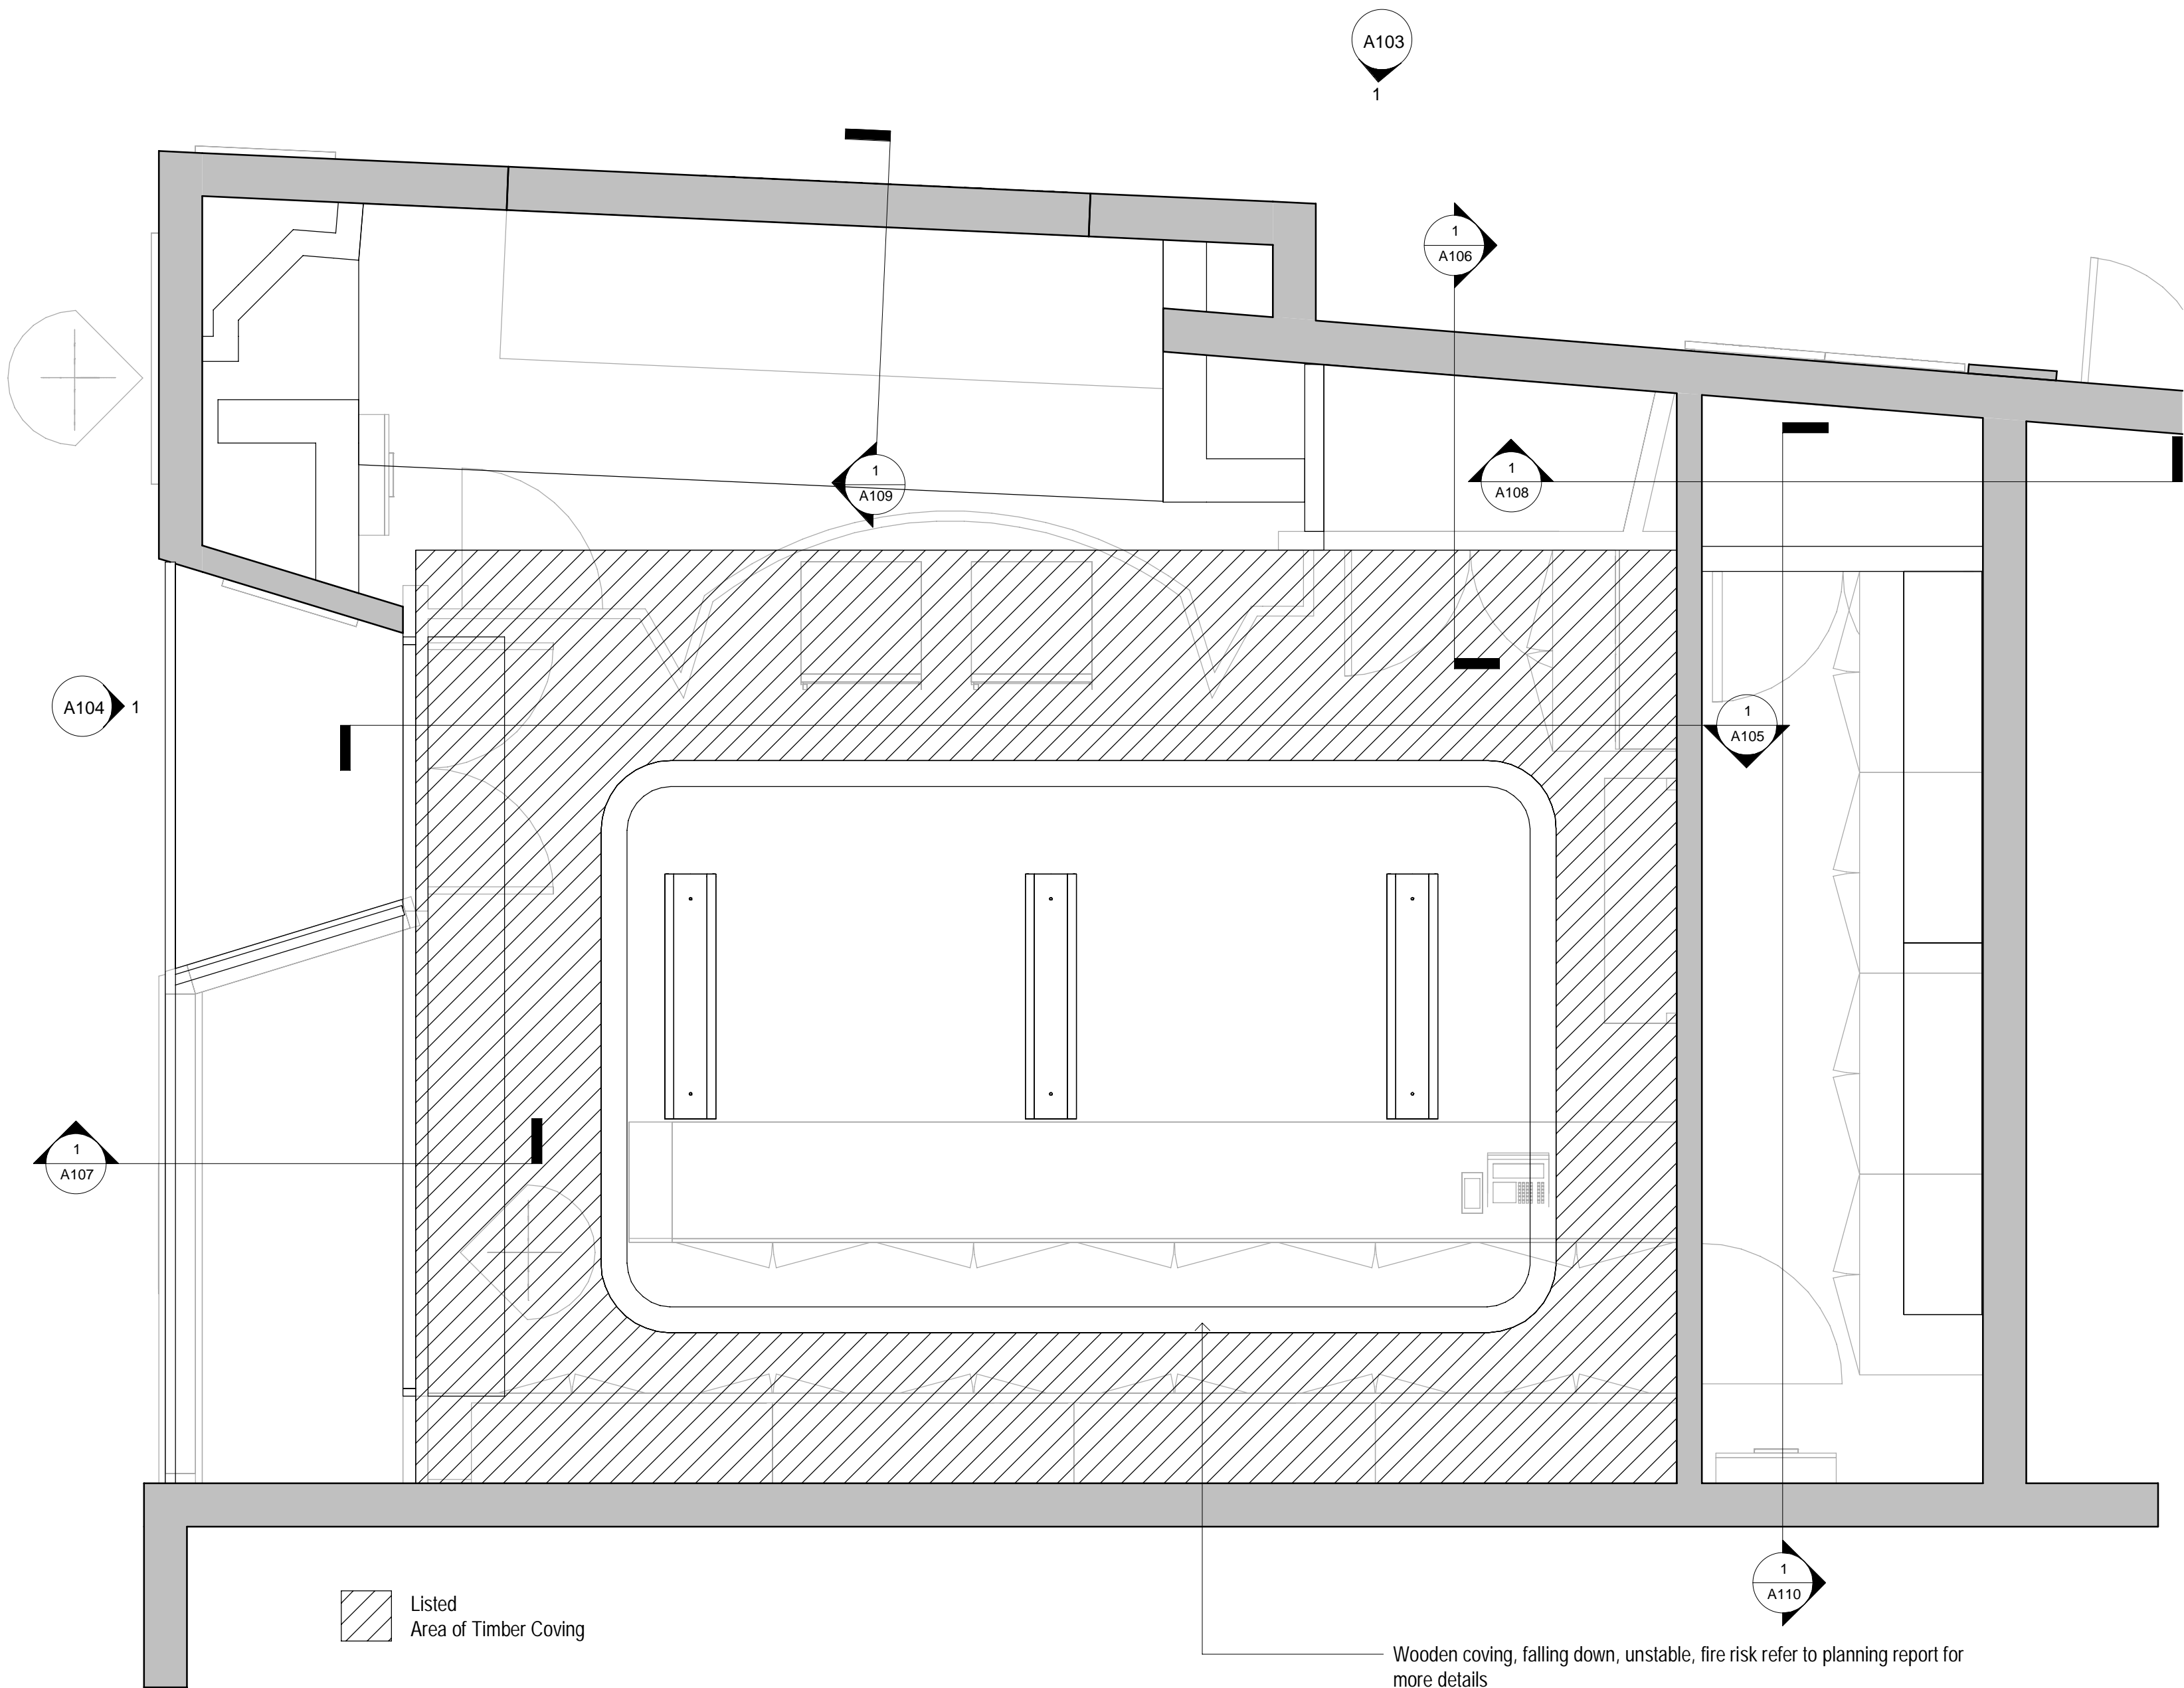 A103
1
1
A106
1
A109
1
A108
A104
1
1
A105
1
A107
1
A110
Listed
Area of Timber Coving
Wooden coving, falling down, unstable, fire risk refer to planning report for
more details